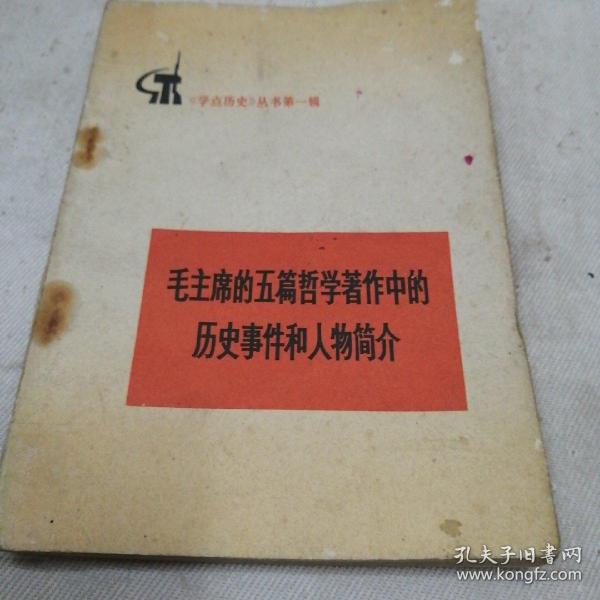 《学点历史》丛书第一辑
毛主席的五篇哲学著作中的
历史事件和人物简介
孔夫子旧书网
www.kongfz.com